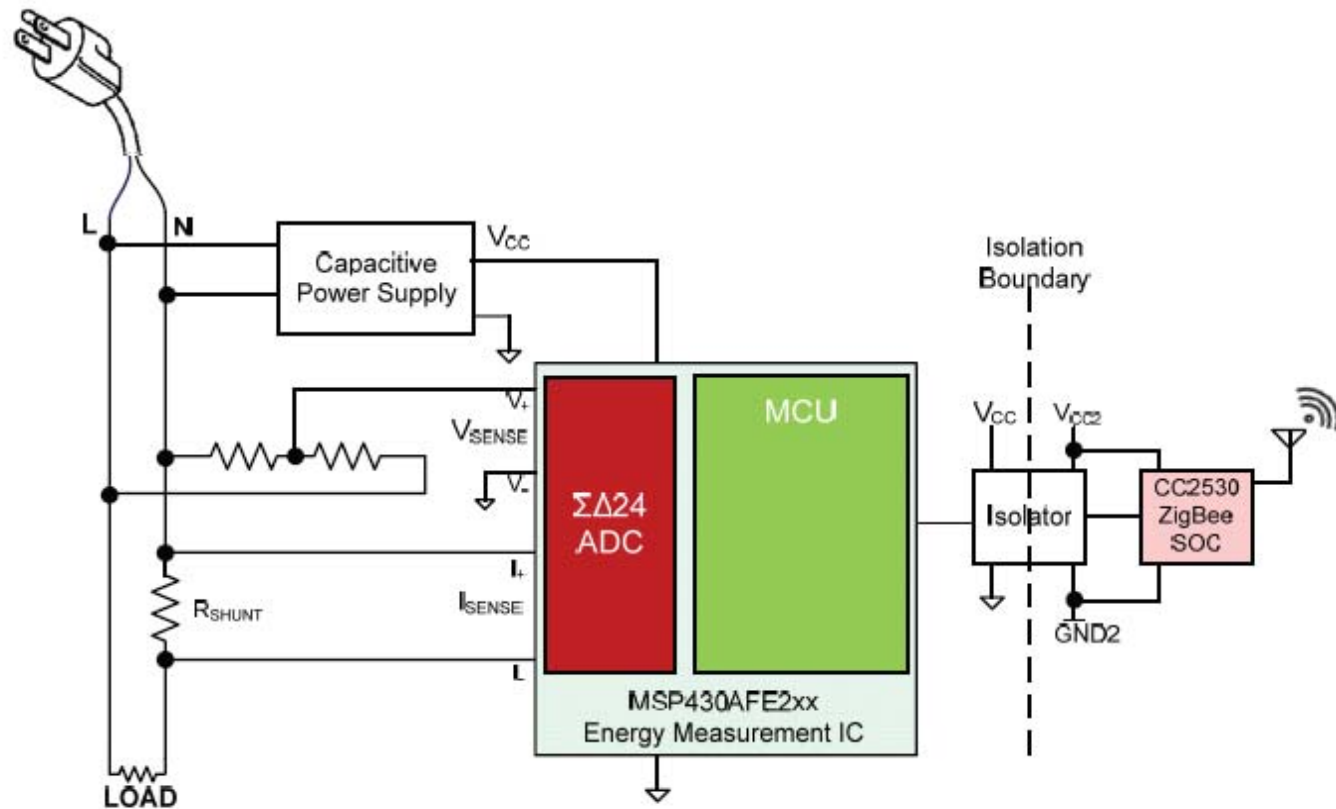 L
N
Capacitive
Power Supply
VCC
Isolation
Boundary
V+
VSENSE
V-
ΣΔ24
ADC
MCU
I+
ISENSE
I-
RSHUNT
MSP430AFE2xx
Energy Measurement IC
VCC
VCC2
Isolator
CC2530
ZigBee
SOC
GND2
LOAD